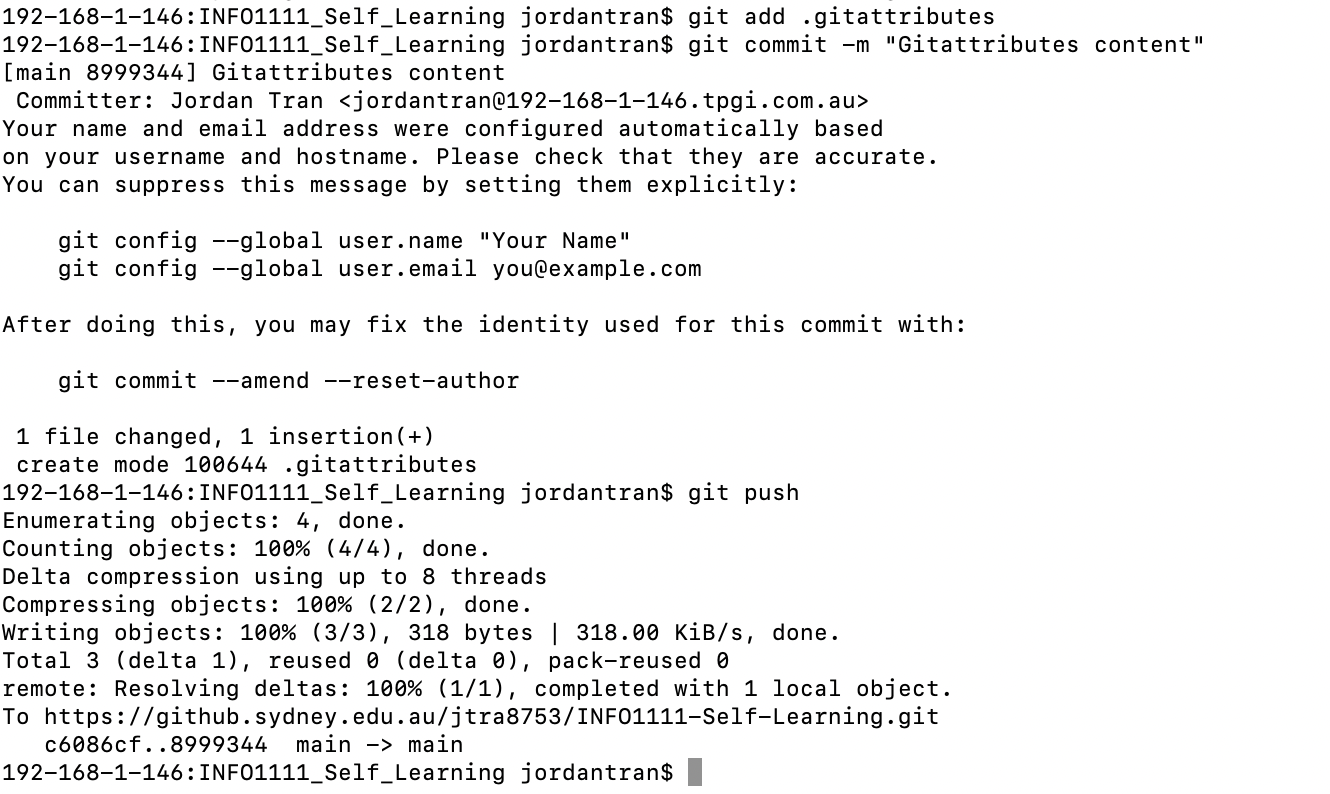 192-168-1-146:INFO1111_Self_Learning jordantran$ git add .gitattributes
192-168-1-146:INFO1111_Self_Learning jordantran$ git commit -m "Gitattributes content"
[main 8999344] Gitattributes content
 Committer: Jordan Tran <jordantran@192-168-1-146.tpgi.com.au>
Your name and email address were configured automatically based
on your username and hostname. Please check that they are accurate.
You can suppress this message by setting them explicitly:

    git config --global user.name "Your Name"
    git config --global user.email you@example.com

After doing this, you may fix the identity used for this commit with:

    git commit --amend --reset-author

 1 file changed, 1 insertion(+)
 create mode 100644 .gitattributes
192-168-1-146:INFO1111_Self_Learning jordantran$ git push
Enumerating objects: 4, done.
Counting objects: 100% (4/4), done.
Delta compression using up to 8 threads
Compressing objects: 100% (2/2), done.
Writing objects: 100% (3/3), 318 bytes | 318.00 KiB/s, done.
Total 3 (delta 1), reused 0 (delta 0), pack-reused 0
remote: Resolving deltas: 100% (1/1), completed with 1 local object.
To https://github.sydney.edu.au/jtra8753/INFO1111-Self-Learning.git
   c6086cf..8999344  main -> main
192-168-1-146:INFO1111_Self_Learning jordantran$